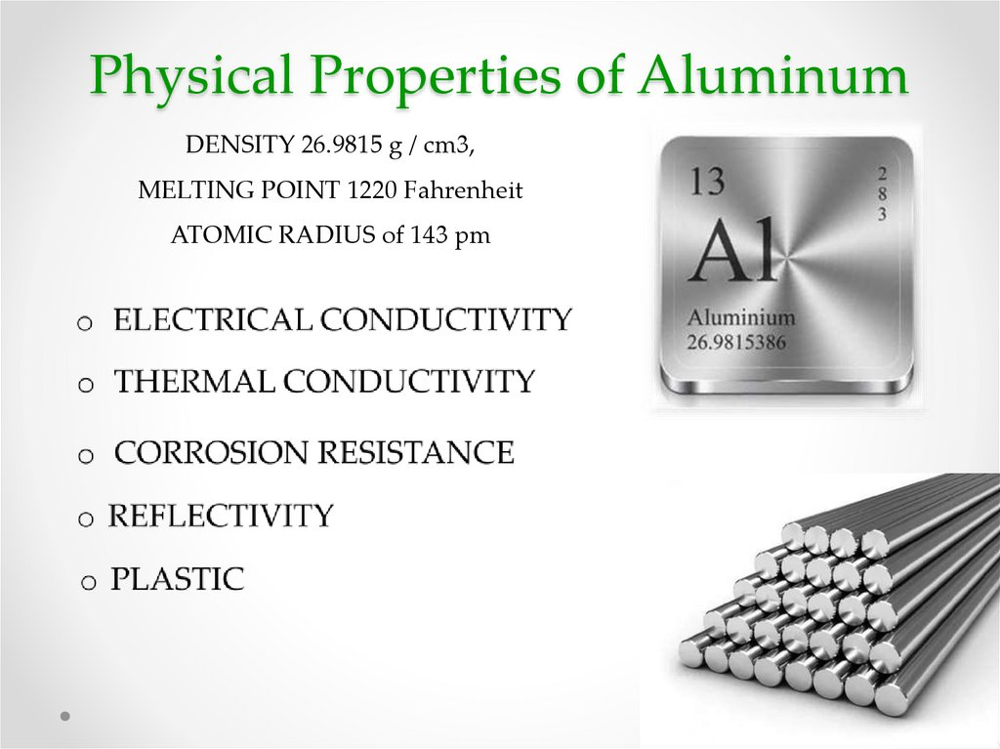 Physical Properties of Aluminum
DENSITY 26.9815 g / cm3,
MELTING POINT 1220 Fahrenheit
ATOMIC RADIUS of 143 pm
o ELECTRICAL CONDUCTIVITY
o THERMAL CONDUCTIVITY
o CORROSION RESISTANCE
o REFLECTIVITY
o PLASTIC
13
2
8
3
Al
Aluminium
26.9815386